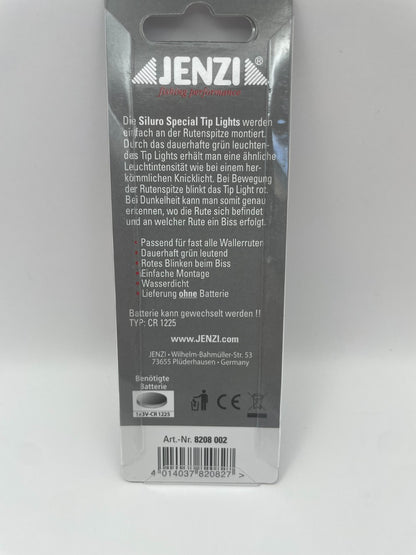 JENZI®
fishing performance
Die Siluro Special Tip Lights werden
einfach an der Rutenspitze montiert.
Durch das dauerhafte grün leuchten-
des Tip Lights erhält man eine ähnliche
Leuchtintensität wie bei einem her-
kömmlichen Knicklicht. Bei Bewegung
der Rutenspitze blinkt das Tip Light rot.
Bei Dunkelheit kann man somit genau
erkennen, wo die Rute sich befindet
und an welcher Rute ein Biss erfolgt.
• Passend für fast alle Wallerruten
• Dauerhaft grün leutend
• Rotes Blinken beim Biss
• Einfache Montage
• Wasserdicht
• Lieferung ohne Batterie
Batterie kann gewechselt werden !!
TYP: CR 1225
www.JENZI.com
JENZI • Wilhelm-Bahmüller-Str. 53
73655 Plüderhausen • Germany
Benötigte
Batterie
1x3V-CR1225
CE
Art.-Nr. 8208 002
4 014037 820827 >